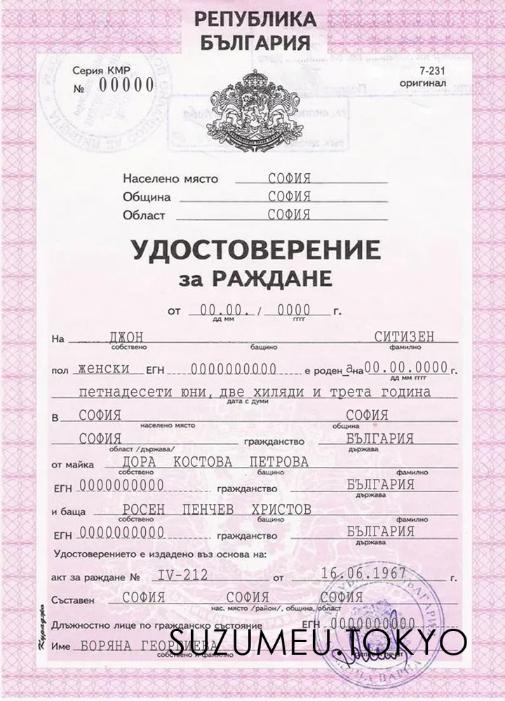 РЕПУБЛИКА
БЪЛГАРИЯ
Серия КМР
№ 00000
7-231
оригинал
Населено място СОФИЯ
Община СОФИЯ
Област СОФИЯ
УДОСТОВЕРЕНИЕ
за РАЖДАНЕ
от 00.00. / 0000 г.
дд мм гггг
На ДЖОН СИТИЗЕН
собствено бащино фамилно
пол женски ЕГН 0000000000 е роден а на 00.00.0000 г.
дд мм гггг
петнадесети юни, две хиляди и трета година
дата с думи
В СОФИЯ СОФИЯ
населено място община
СОФИЯ гражданство БЪЛГАРИЯ
област /държава/ държава
от майка ДОРА КОСТОВА ПЕТРОВА
собствено бащино фамилно
ЕГН 0000000000 гражданство БЪЛГАРИЯ
държава
и баща РОСЕН ПЕНЧЕВ ХРИСТОВ
собствено бащино фамилно
ЕГН 0000000000 гражданство БЪЛГАРИЯ
държава
Удостоверението е издадено въз основа на:
акт за раждане № IV-212 от 16.06.1967 г.
Съставен СОФИЯ СОФИЯ СОФИЯ
нас. място /район/, община, област
Длъжностно лице по гражданско състояние ЕГН 0000000000
SUZUMEU.TOKYO
Име БОРЯНА ГЕОРГИЕВА
собствено и фамилно